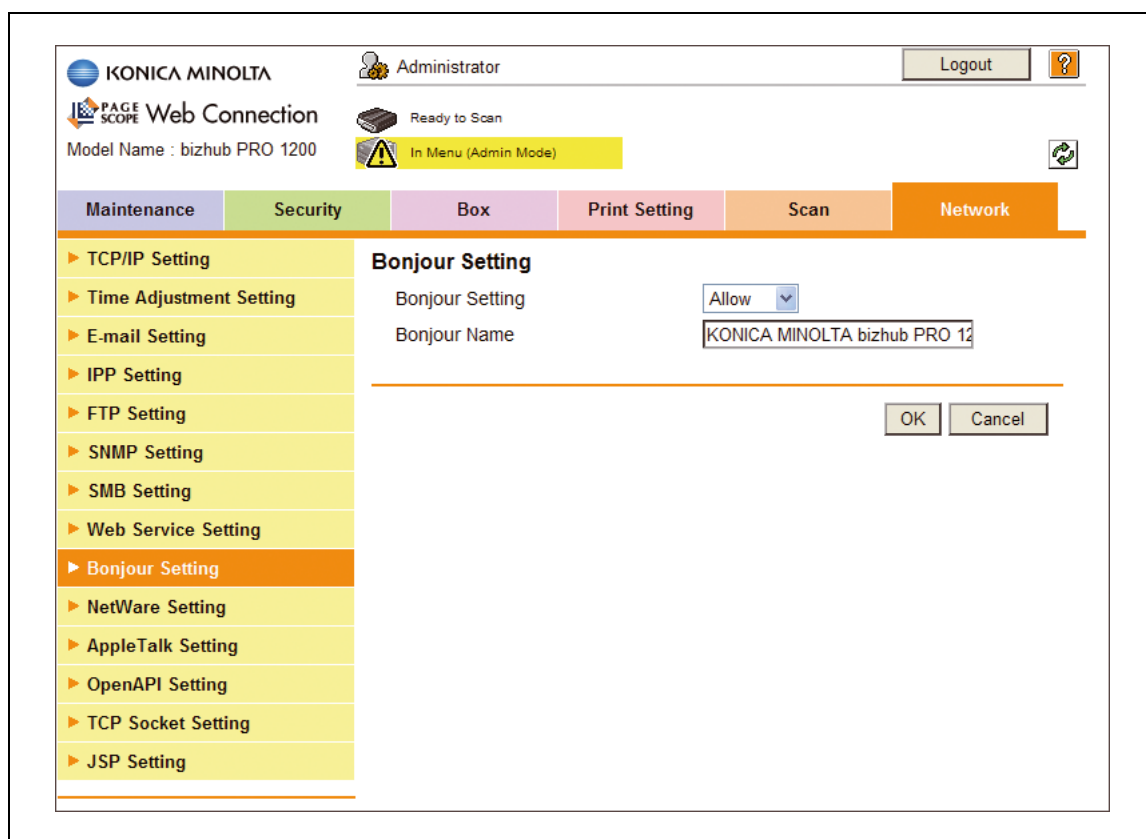 KONICA MINOLTA
Administrator
Logout
?
PAGE SCOPE Web Connection
Ready to Scan
Model Name : bizhub PRO 1200
In Menu (Admin Mode)
Maintenance Security Box Print Setting Scan Network
TCP/IP Setting
Time Adjustment Setting
E-mail Setting
IPP Setting
FTP Setting
SNMP Setting
SMB Setting
Web Service Setting
Bonjour Setting
NetWare Setting
AppleTalk Setting
OpenAPI Setting
TCP Socket Setting
JSP Setting
Bonjour Setting
Bonjour Setting Allow
Bonjour Name KONICA MINOLTA bizhub PRO 12
OK Cancel